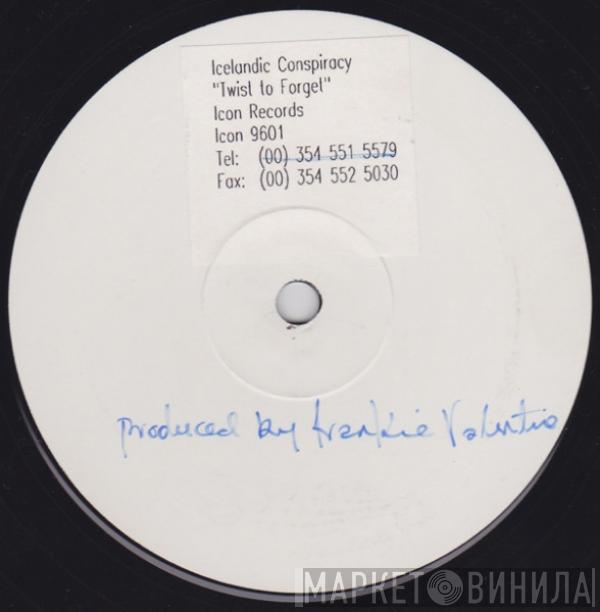 Icelandic Conspiracy
"Twist to Forget"
Icon Records
Icon 9601
Tel: (00) 354 551 5579
Fax: (00) 354 552 5030
produced by frankie Valentio
МАРКЕТ ВИНИЛА